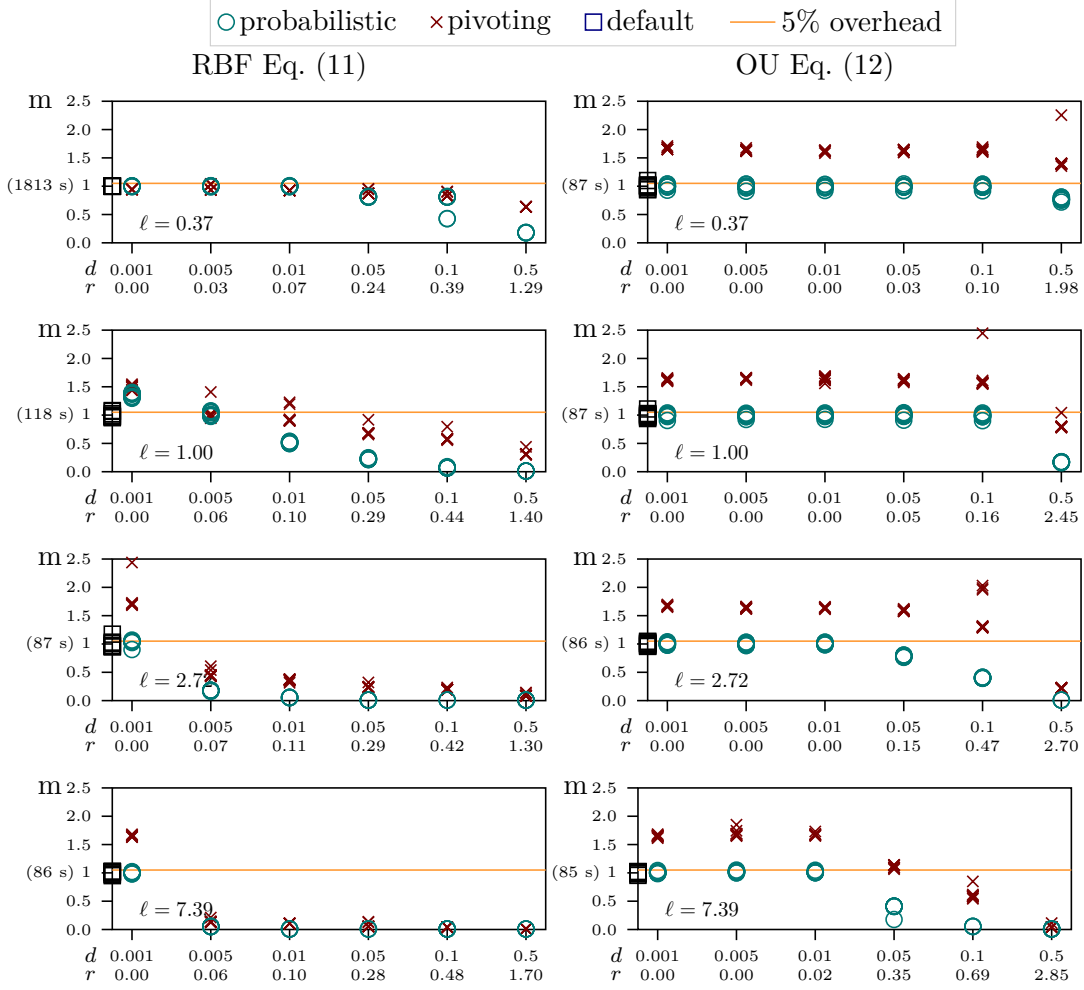 probabilistic pivoting default 5% overhead
RBF Eq. (11) OU Eq. (12)
m 2.5 2.0 1.5 (1813 s) 1 0.5 0.0
ℓ = 0.37
d 0.001 0.005 0.01 0.05 0.1 0.5
r 0.00 0.03 0.07 0.24 0.39 1.29
m 2.5 2.0 1.5 (87 s) 1 0.5 0.0
ℓ = 0.37
d 0.001 0.005 0.01 0.05 0.1 0.5
r 0.00 0.00 0.00 0.03 0.10 1.98
m 2.5 2.0 1.5 (118 s) 1 0.5 0.0
ℓ = 1.00
d 0.001 0.005 0.01 0.05 0.1 0.5
r 0.00 0.06 0.10 0.29 0.44 1.40
m 2.5 2.0 1.5 (87 s) 1 0.5 0.0
ℓ = 1.00
d 0.001 0.005 0.01 0.05 0.1 0.5
r 0.00 0.00 0.00 0.05 0.16 2.45
m 2.5 2.0 1.5 (87 s) 1 0.5 0.0
ℓ = 2.72
d 0.001 0.005 0.01 0.05 0.1 0.5
r 0.00 0.07 0.11 0.29 0.42 1.30
m 2.5 2.0 1.5 (86 s) 1 0.5 0.0
ℓ = 2.72
d 0.001 0.005 0.01 0.05 0.1 0.5
r 0.00 0.00 0.00 0.15 0.47 2.70
m 2.5 2.0 1.5 (86 s) 1 0.5 0.0
ℓ = 7.39
d 0.001 0.005 0.01 0.05 0.1 0.5
r 0.00 0.06 0.10 0.28 0.48 1.70
m 2.5 2.0 1.5 (85 s) 1 0.5 0.0
ℓ = 7.39
d 0.001 0.005 0.01 0.05 0.1 0.5
r 0.00 0.00 0.02 0.35 0.69 2.85